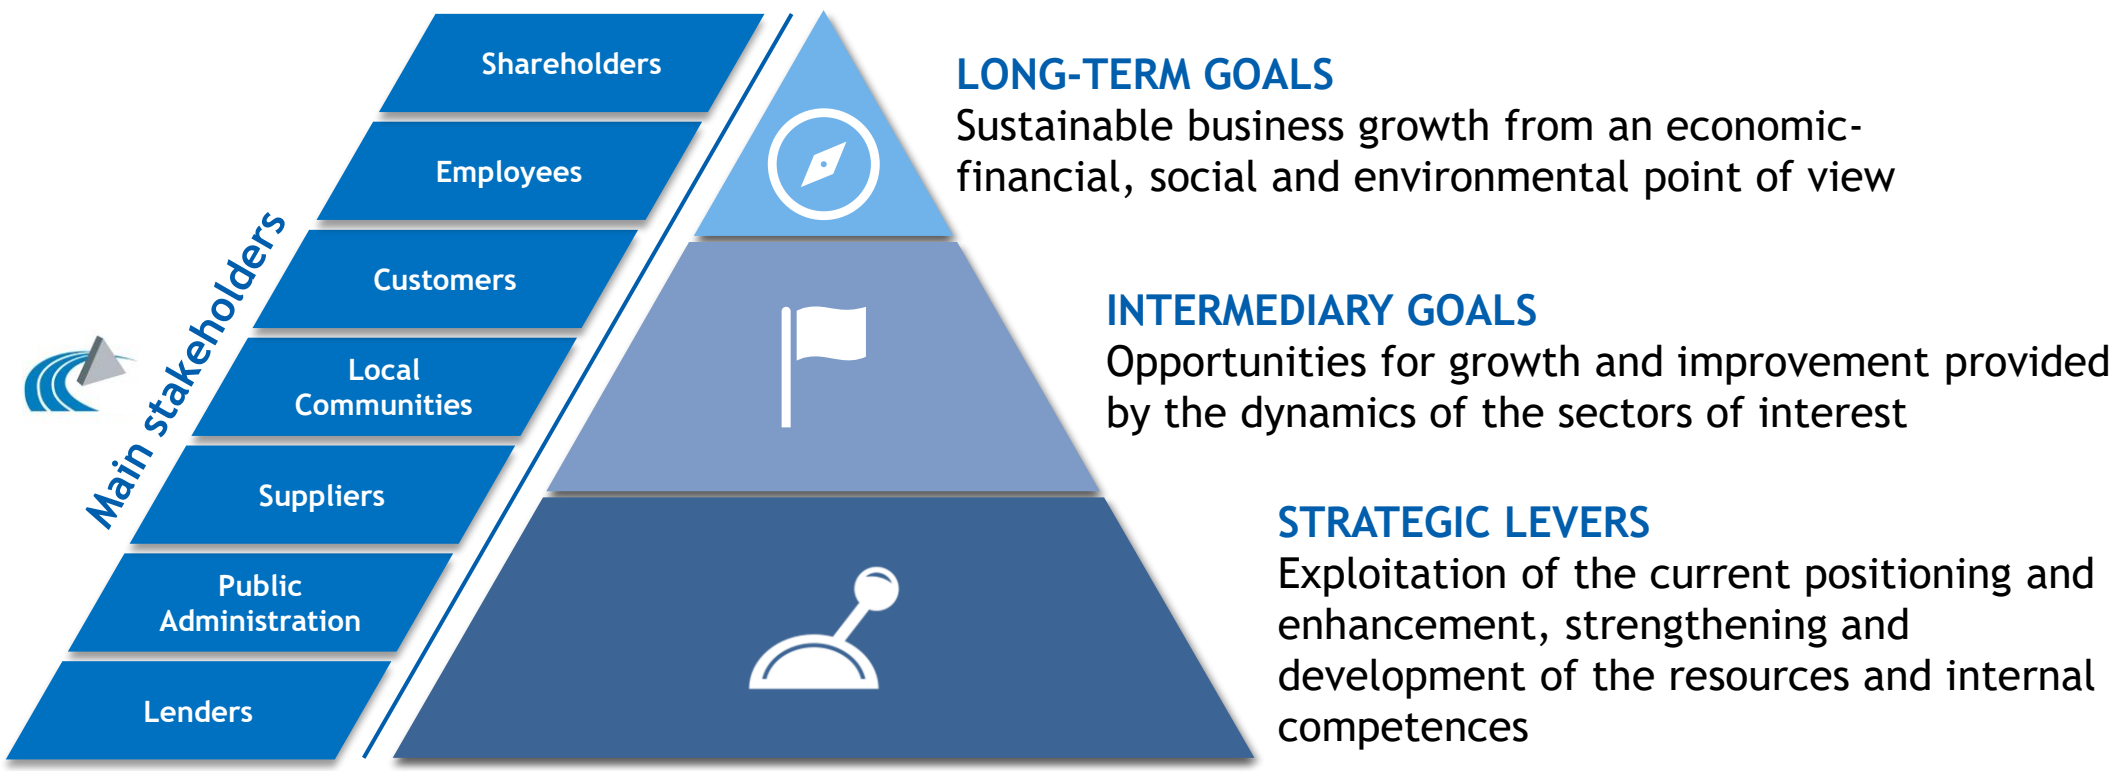 Main stakeholders
Shareholders
Employees
Customers
Local
Communities
Suppliers
Public
Administration
Lenders
LONG-TERM GOALS
Sustainable business growth from an economic-
financial, social and environmental point of view
INTERMEDIARY GOALS
Opportunities for growth and improvement provided
by the dynamics of the sectors of interest
STRATEGIC LEVERS
Exploitation of the current positioning and
enhancement, strengthening and
development of the resources and internal
competences